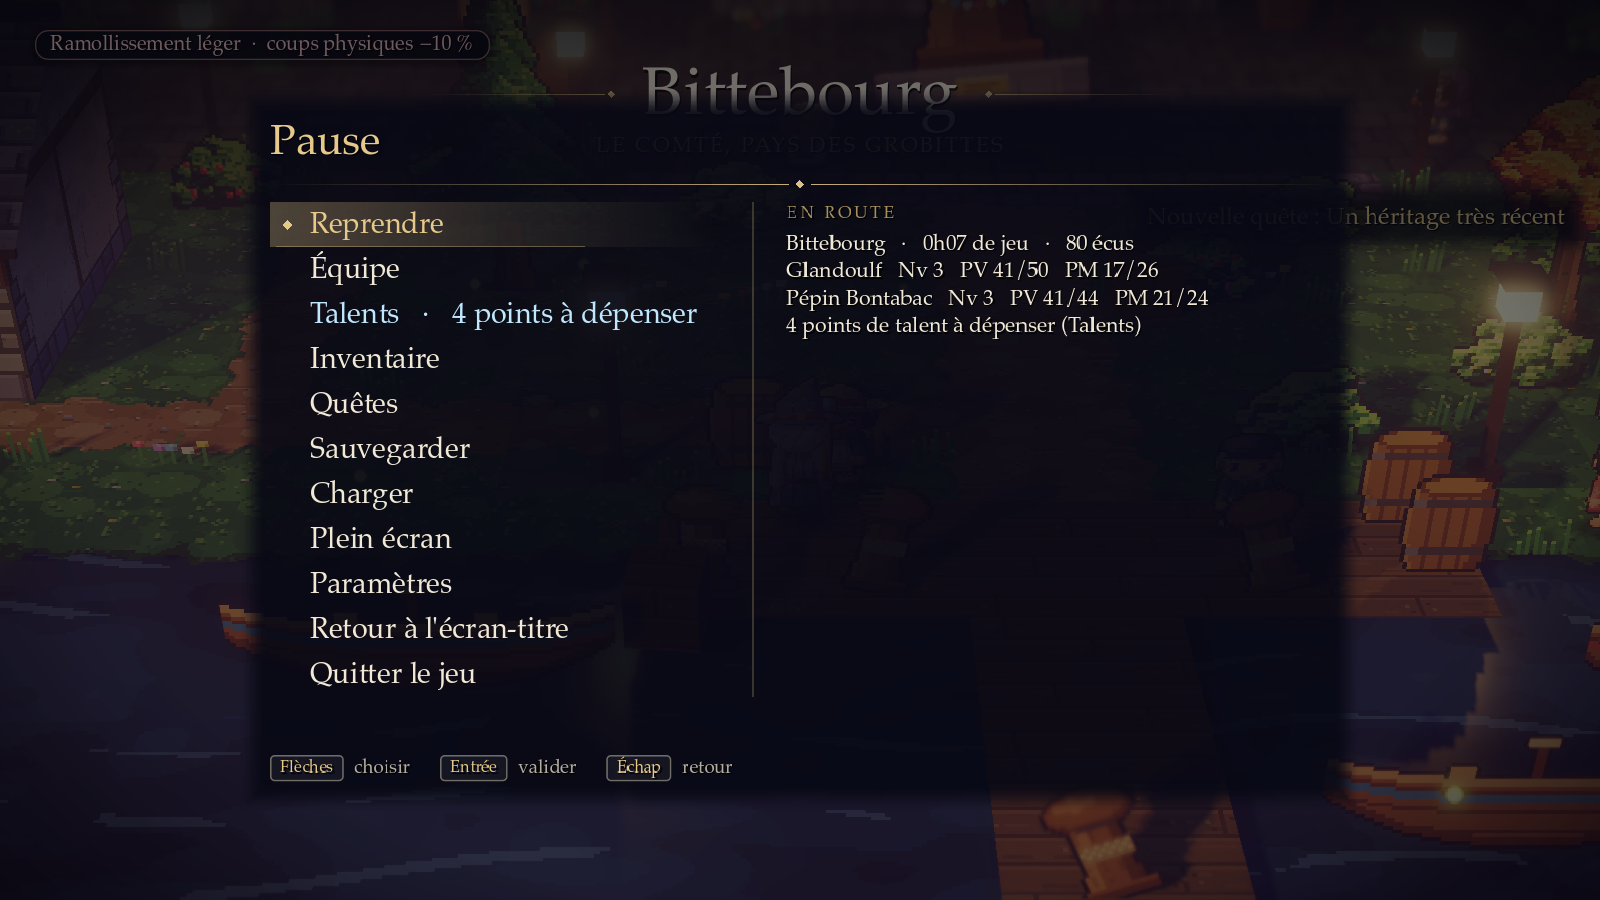 Ramollissement léger · coups physiques −10 %
Bittebourg
LE COMTÉ, PAYS DES GROBITTES
Pause
Nouvelle quête : Un héritage très récent
Reprendre
Équipe
Talents · 4 points à dépenser
Inventaire
Quêtes
Sauvegarder
Charger
Plein écran
Paramètres
Retour à l'écran-titre
Quitter le jeu
EN ROUTE
Bittebourg · 0h07 de jeu · 80 écus
Glandoulf Nv 3 PV 41/50 PM 17/26
Pépin Bontabac Nv 3 PV 41/44 PM 21/24
4 points de talent à dépenser (Talents)
Flèches choisir Entrée valider Échap retour